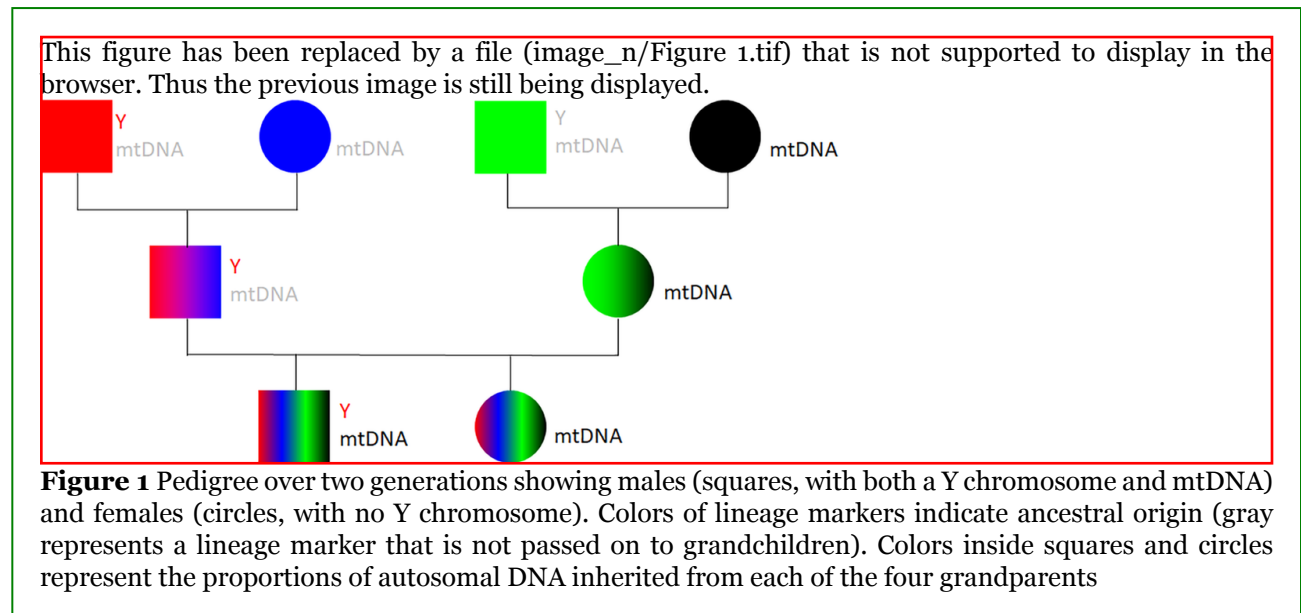 This figure has been replaced by a file (image_n/Figure 1.tif) that is not supported to display in the
browser. Thus the previous image is still being displayed.
Y
mtDNA
mtDNA
Y
mtDNA
mtDNA
Y
mtDNA
mtDNA
Y
mtDNA
mtDNA
Figure 1 Pedigree over two generations showing males (squares, with both a Y chromosome and mtDNA)
and females (circles, with no Y chromosome). Colors of lineage markers indicate ancestral origin (gray
represents a lineage marker that is not passed on to grandchildren). Colors inside squares and circles
represent the proportions of autosomal DNA inherited from each of the four grandparents